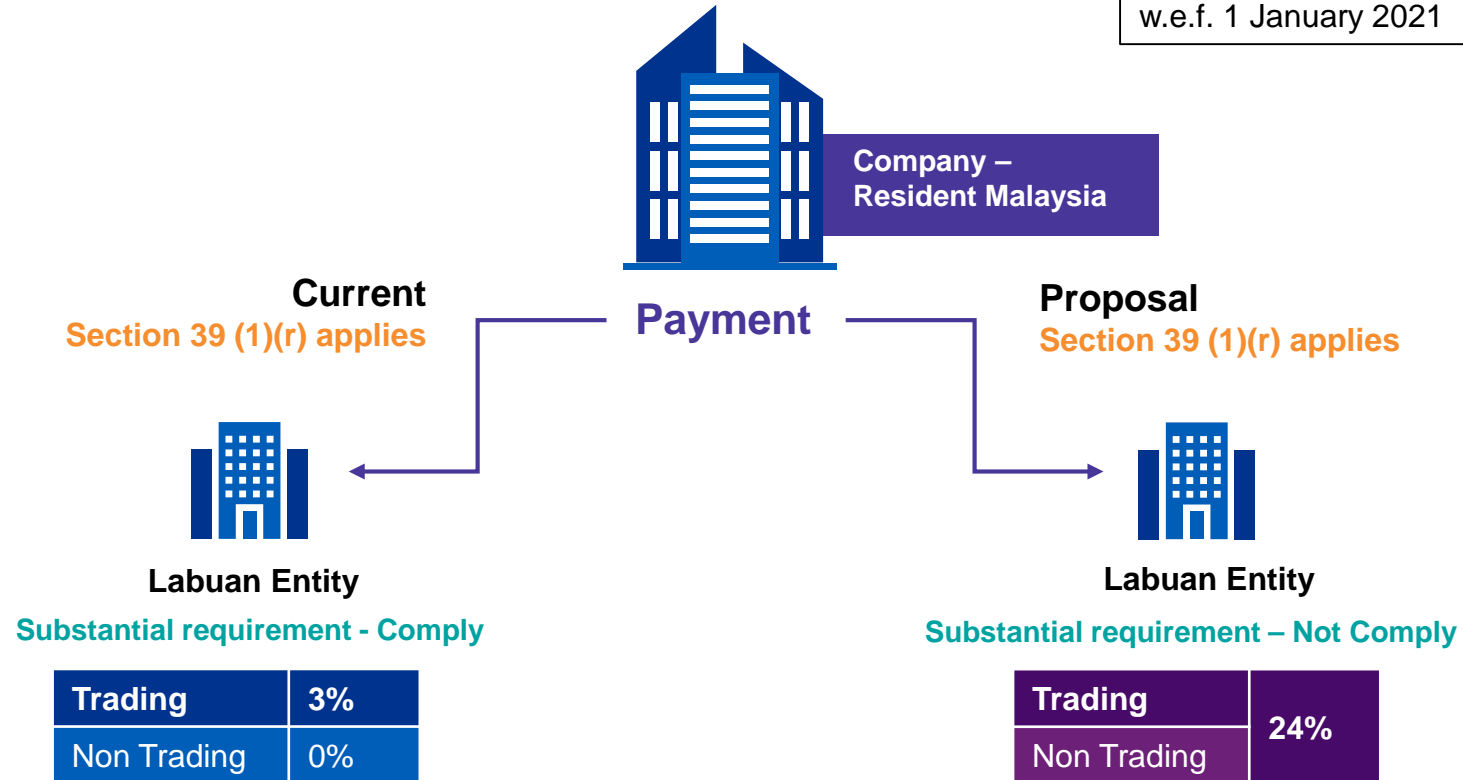 w.e.f. 1 January 2021
Company –
Resident Malaysia
Current
Section 39 (1)(r) applies
Payment
Proposal
Section 39 (1)(r) applies
Labuan Entity
Substantial requirement - Comply
Trading 3%
Non Trading 0%
Labuan Entity
Substantial requirement – Not Comply
Trading
24%
Non Trading